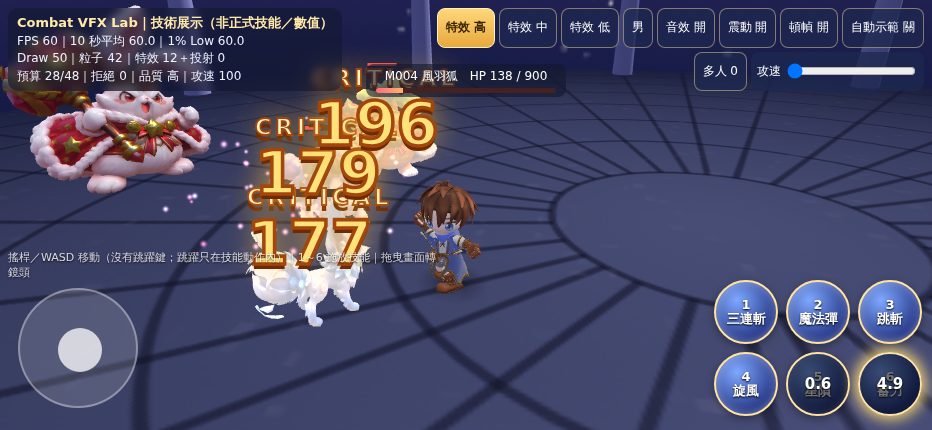 Combat VFX Lab｜技術展示（非正式技能／數值）
FPS 60｜10 秒平均 60.0｜1% Low 60.0
Draw 50｜粒子 42｜特效 12＋投射 0
預算 28/48｜拒絕 0｜品質 高｜攻速 100
特效 高
特效 中
特效 低
男
音效 開
震動 開
頓幀 開
自動示範 關
多人 0
攻速
M004 風羽狐 HP 138 / 900
196
179
CRITICAL
177
搖桿／WASD 移動（沒有跳躍鍵；跳躍只在技能動作內）｜1–6
技能｜拖曳畫面轉
鏡頭
1
三連斬
2
魔法彈
3
跳斬
4
旋風
0.6
4.9